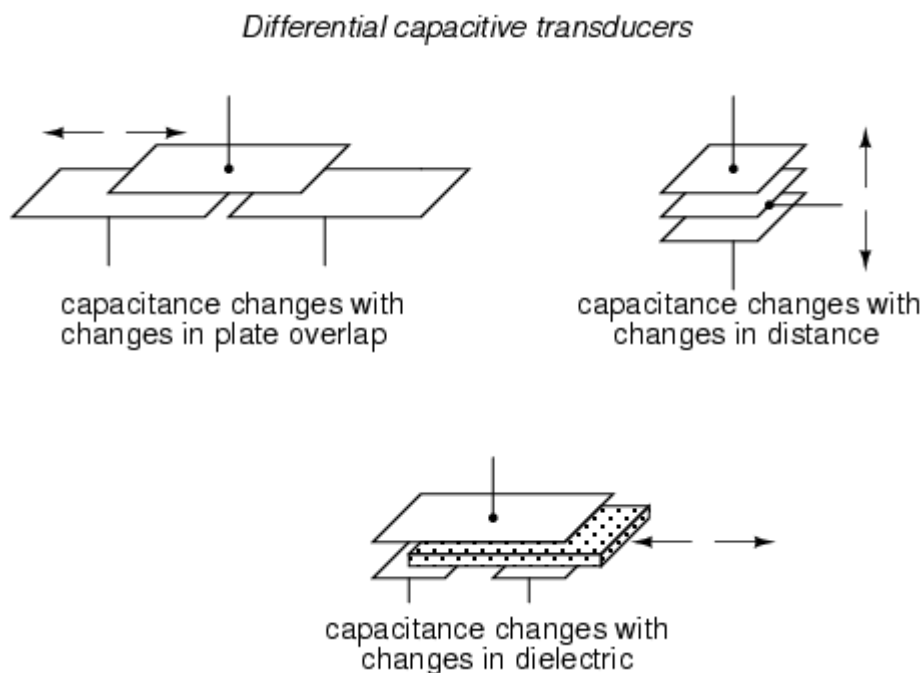 Differential capacitive transducers
capacitance changes with
changes in plate overlap
capacitance changes with
changes in distance
capacitance changes with
changes in dielectric